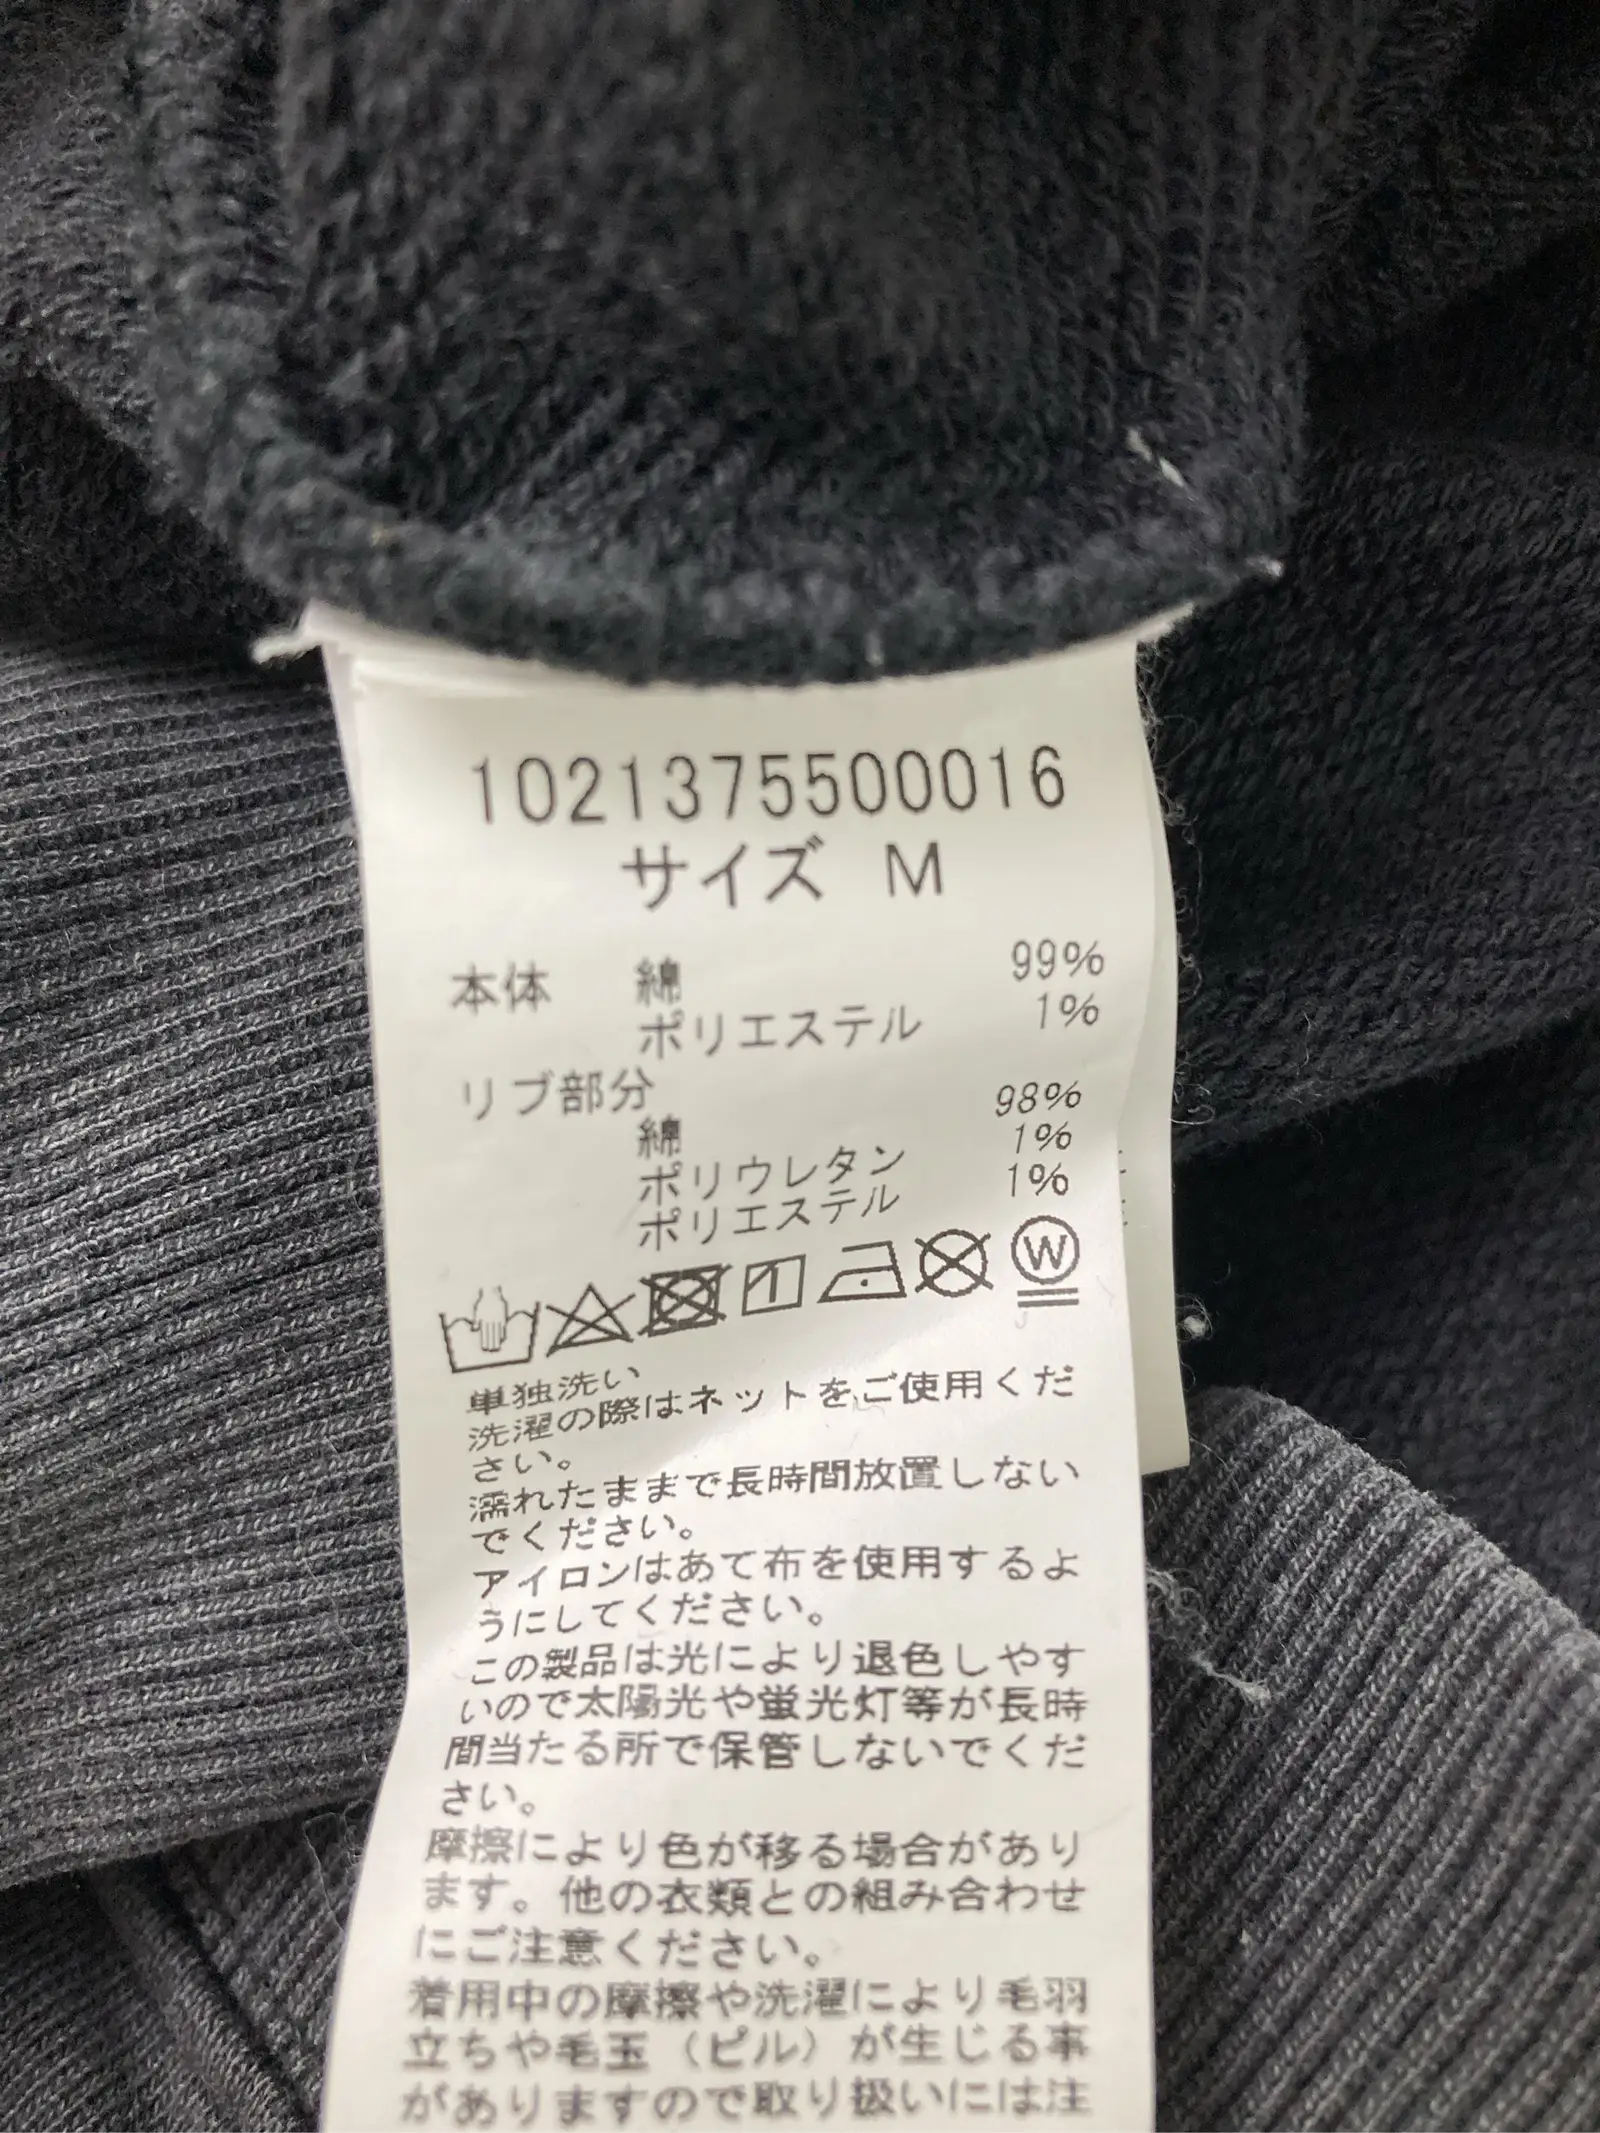 1021375500016
サイズ M
本体 綿 99%
ポリエステル 1%
リブ部分
綿 98%
ポリウレタン 1%
ポリエステル 1%
W
単独洗い
洗濯の際はネットをご使用くだ
さい。
濡れたままで長時間放置しない
でください。
アイロンはあて布を使用するよ
うにしてください。
この製品は光により退色しやす
いので太陽光や蛍光灯等が長時
間当たる所で保管しないでくだ
さい。
摩擦により色が移る場合があり
ます。他の衣類との組み合わせ
にご注意ください。
着用中の摩擦や洗濯により毛羽
立ちや毛玉（ピル）が生じる事
がありますので取り扱いには注